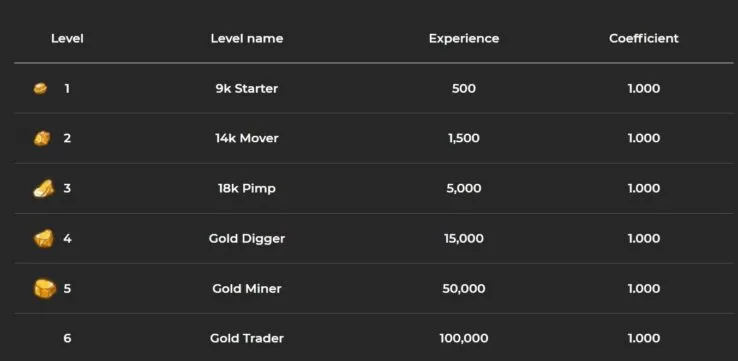 Level Level name Experience Coefficient
1 9k Starter 500 1.000
2 14k Mover 1,500 1.000
3 18k Pimp 5,000 1.000
4 Gold Digger 15,000 1.000
5 Gold Miner 50,000 1.000
6 Gold Trader 100,000 1.000